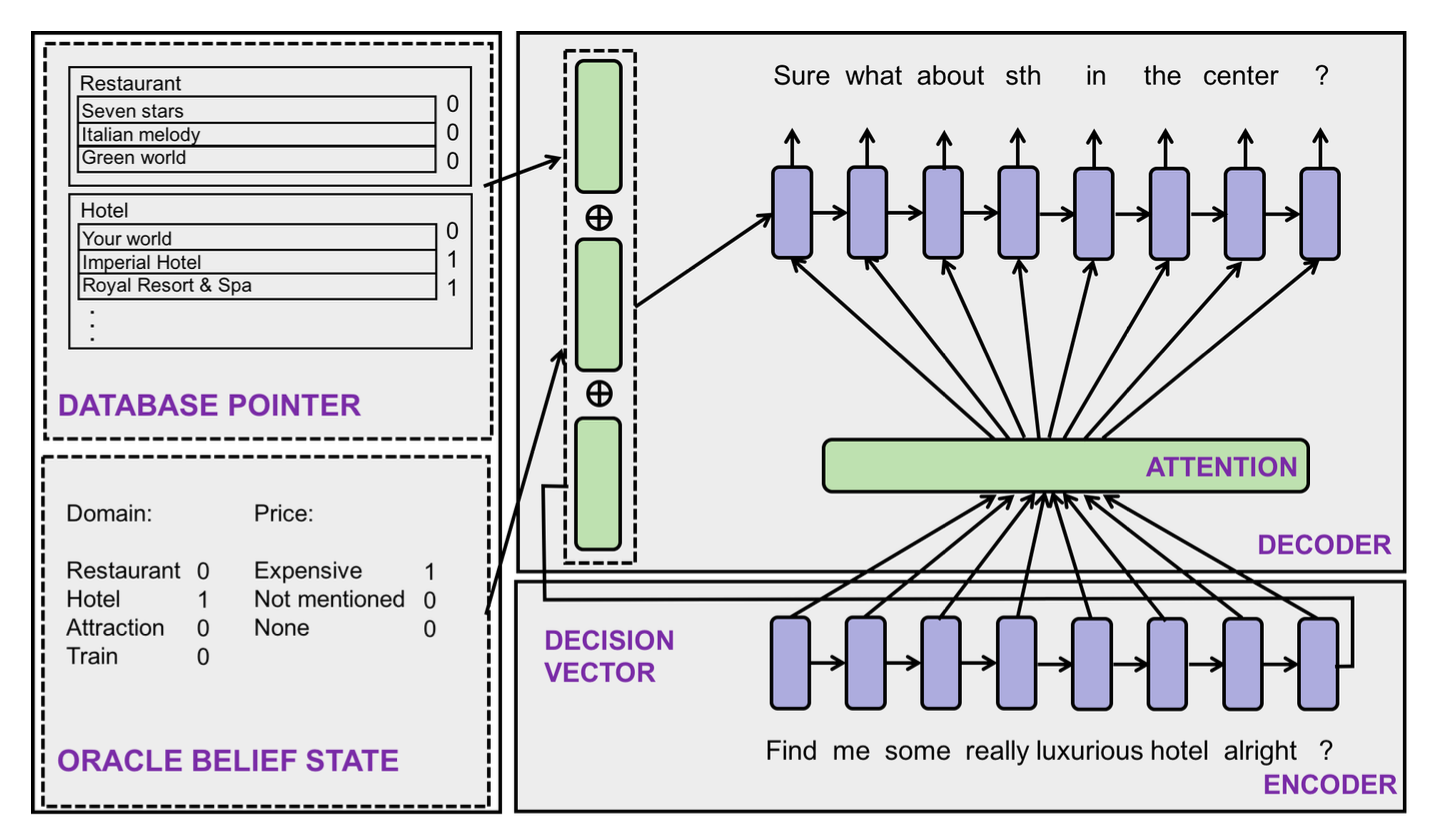 Restaurant
Seven stars 0
Italian melody 0
Green world 0
Hotel
Your world 0
Imperial Hotel 1
Royal Resort & Spa 1
DATABASE POINTER
Domain: Price:
Restaurant 0 Expensive 1
Hotel 1 Not mentioned 0
Attraction 0 None 0
Train 0
ORACLE BELIEF STATE
Sure what about sth in the center ?
ATTENTION
DECODER
DECISION
VECTOR
Find me some really luxurious hotel alright ?
ENCODER